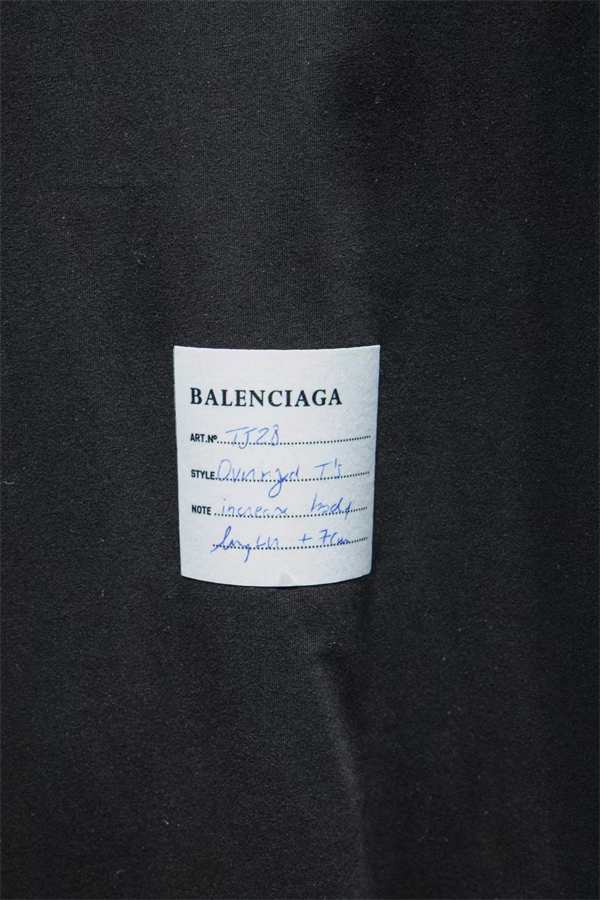 BALENCIAGA
ART.Nº TJ28
STYLE Oversized T's
NOTE increase body
length + 7cm